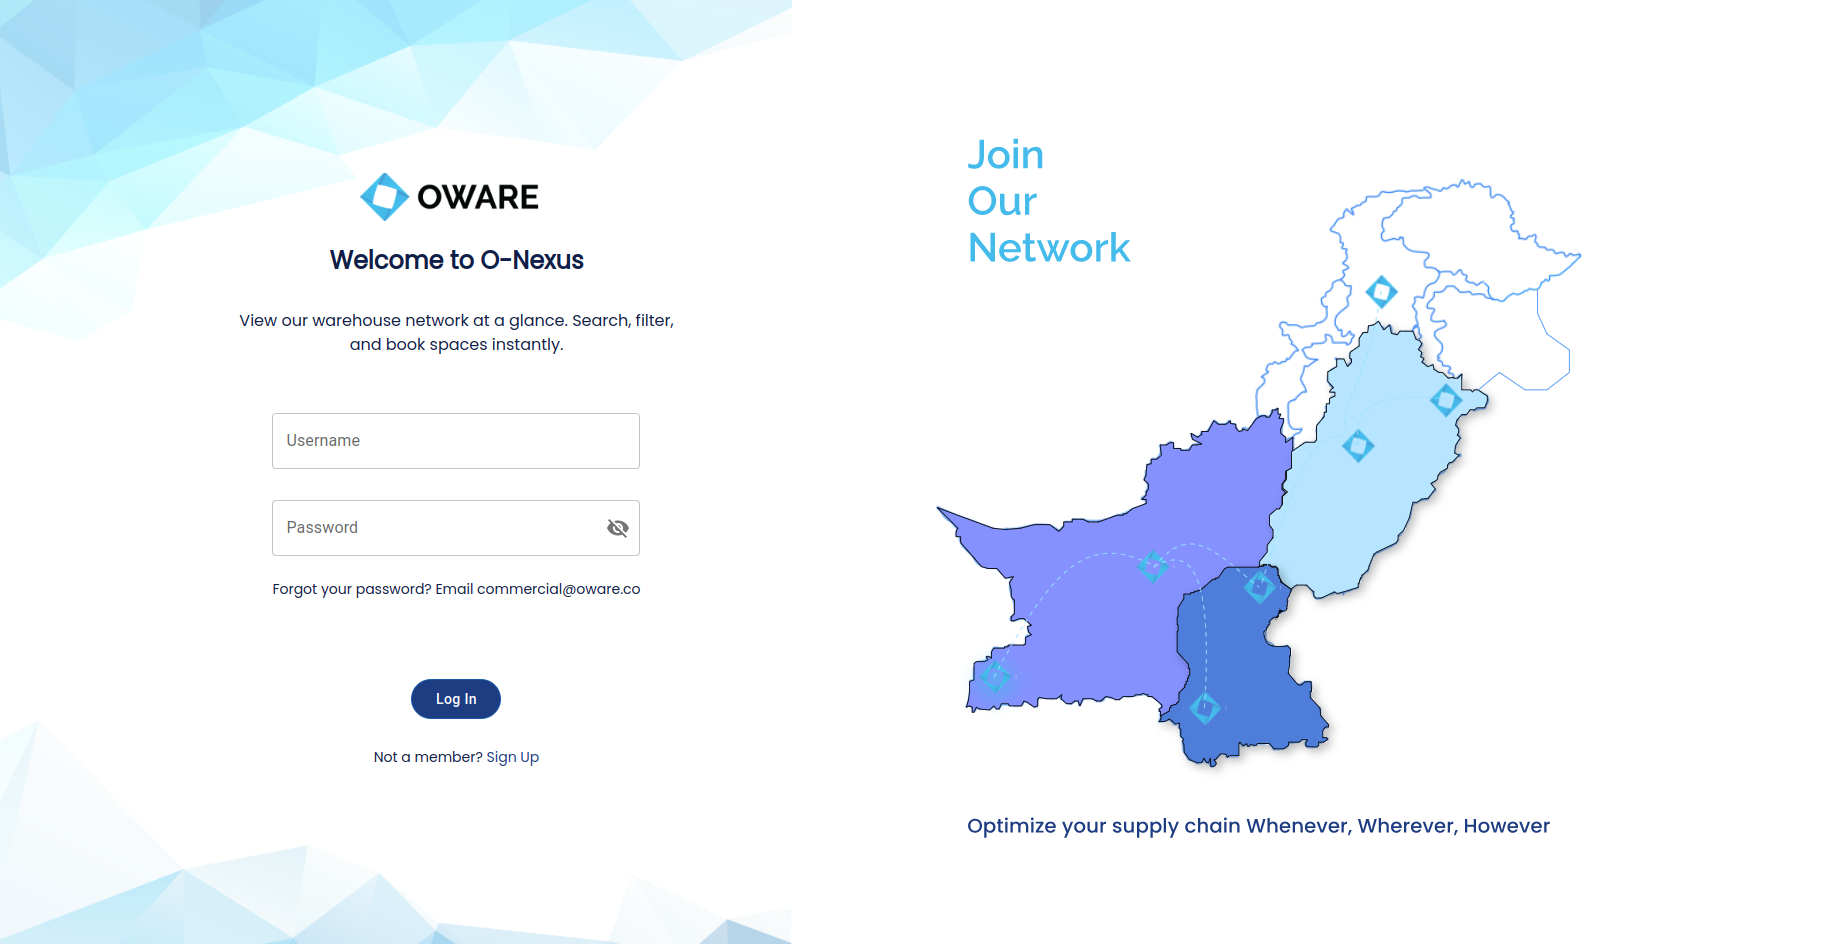 OWARE
Welcome to O-Nexus
View our warehouse network at a glance. Search, filter,
and book spaces instantly.
Username
Password
Forgot your password? Email commercial@oware.co
Log In
Not a member? Sign Up
Join
Our
Network
Optimize your supply chain Whenever, Wherever, However